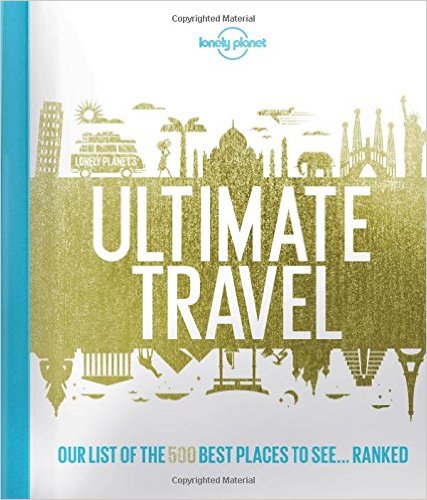 Copyrighted Material
lonely planet
LONELY PLANET'S
ULTIMATE
TRAVEL
OUR LIST OF THE 500 BEST PLACES TO SEE... RANKED
Copyrighted Material